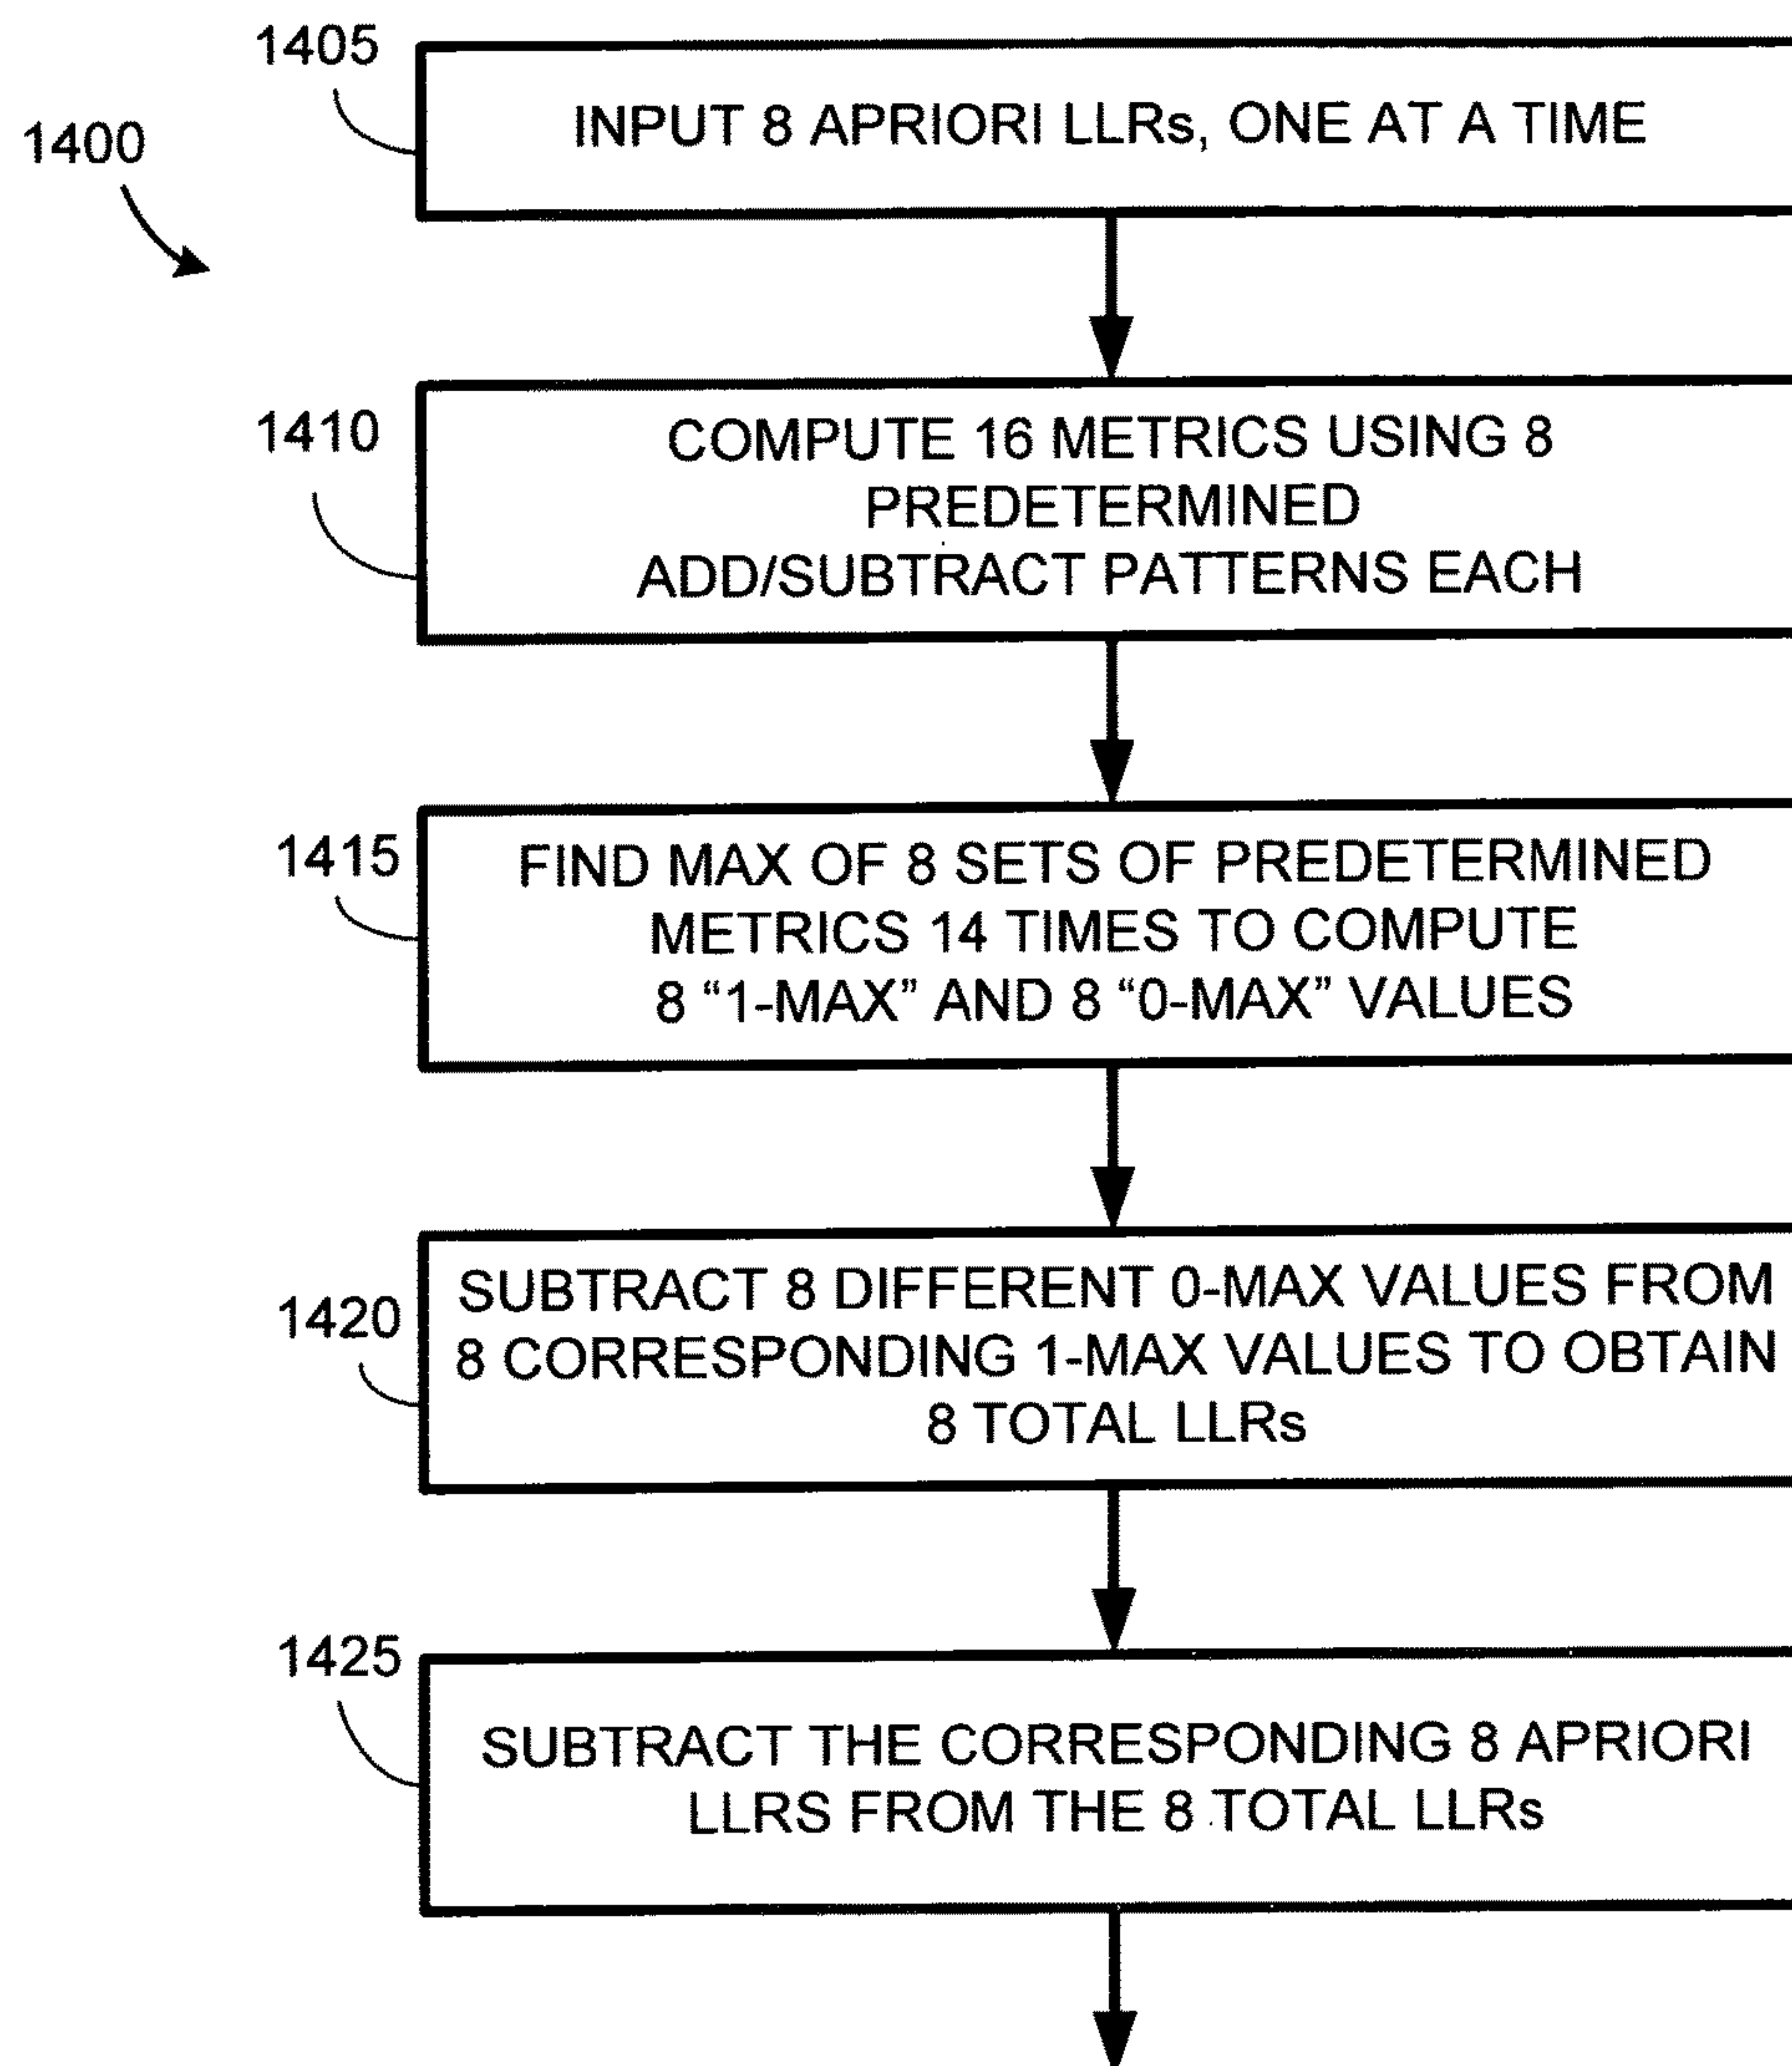 1400
1405
INPUT 8 APRIORI LLRs, ONE AT A TIME
1410
COMPUTE 16 METRICS USING 8
PREDETERMINED
ADD/SUBTRACT PATTERNS EACH
1415
FIND MAX OF 8 SETS OF PREDETERMINED
METRICS 14 TIMES TO COMPUTE
8 “1-MAX” AND 8 “0-MAX” VALUES
1420
SUBTRACT 8 DIFFERENT 0-MAX VALUES FROM
8 CORRESPONDING 1-MAX VALUES TO OBTAIN
8 TOTAL LLRs
1425
SUBTRACT THE CORRESPONDING 8 APRIORI
LLRS FROM THE 8 TOTAL LLRs